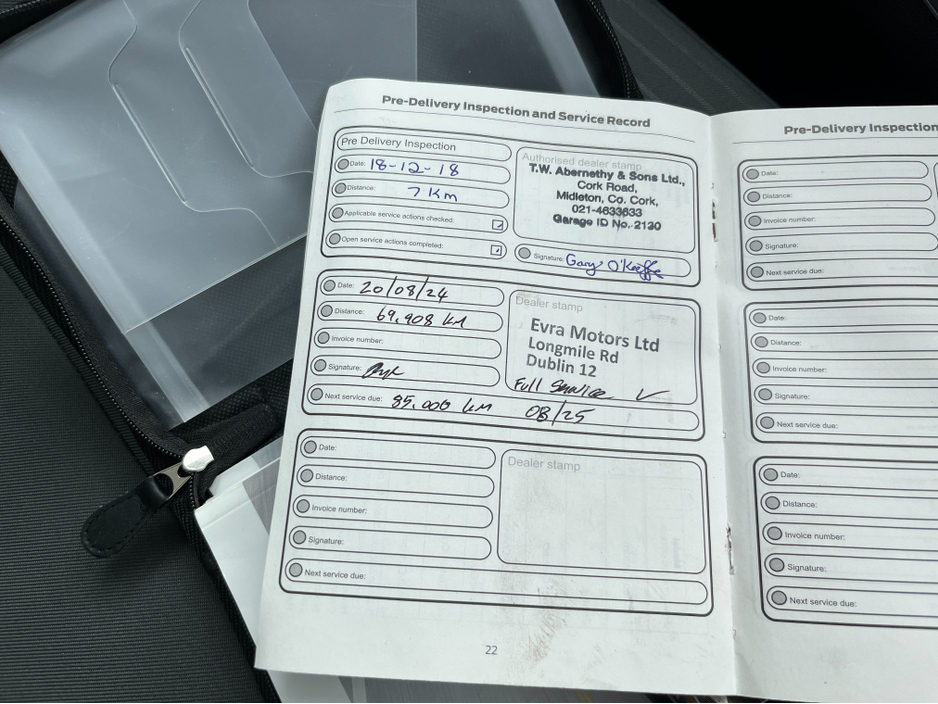 Pre-Delivery Inspection and Service Record
Pre Delivery Inspection
Date: 18-12-18
Distance: 7 Km
Applicable service actions checked:
Open service actions completed:
Authorised dealer stamp
T.W. Abernethy & Sons Ltd.,
Cork Road,
Midleton, Co. Cork,
021-4633633
Garage ID No. 2130
Signature: Gary O'Keeffe
Date: 20/08/24
Distance: 69,908 KM
Invoice number:
Signature:
Next service due: 85.000 KM 08/25
Dealer stamp
Evra Motors Ltd
Longmile Rd
Dublin 12
Full Service ✓
Date:
Distance:
Invoice number:
Signature:
Next service due:
Dealer stamp
22
Pre-Delivery Inspection
Date:
Distance:
Invoice number:
Signature:
Next service due:
Date:
Distance:
Invoice number:
Signature:
Next service due:
Date:
Distance:
Invoice number:
Signature:
Next service due: